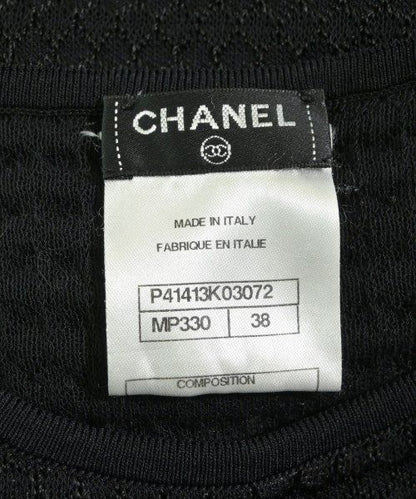 CHANEL
MADE IN ITALY
FABRIQUE EN ITALIE
P41413K03072
MP330 38
COMPOSITION